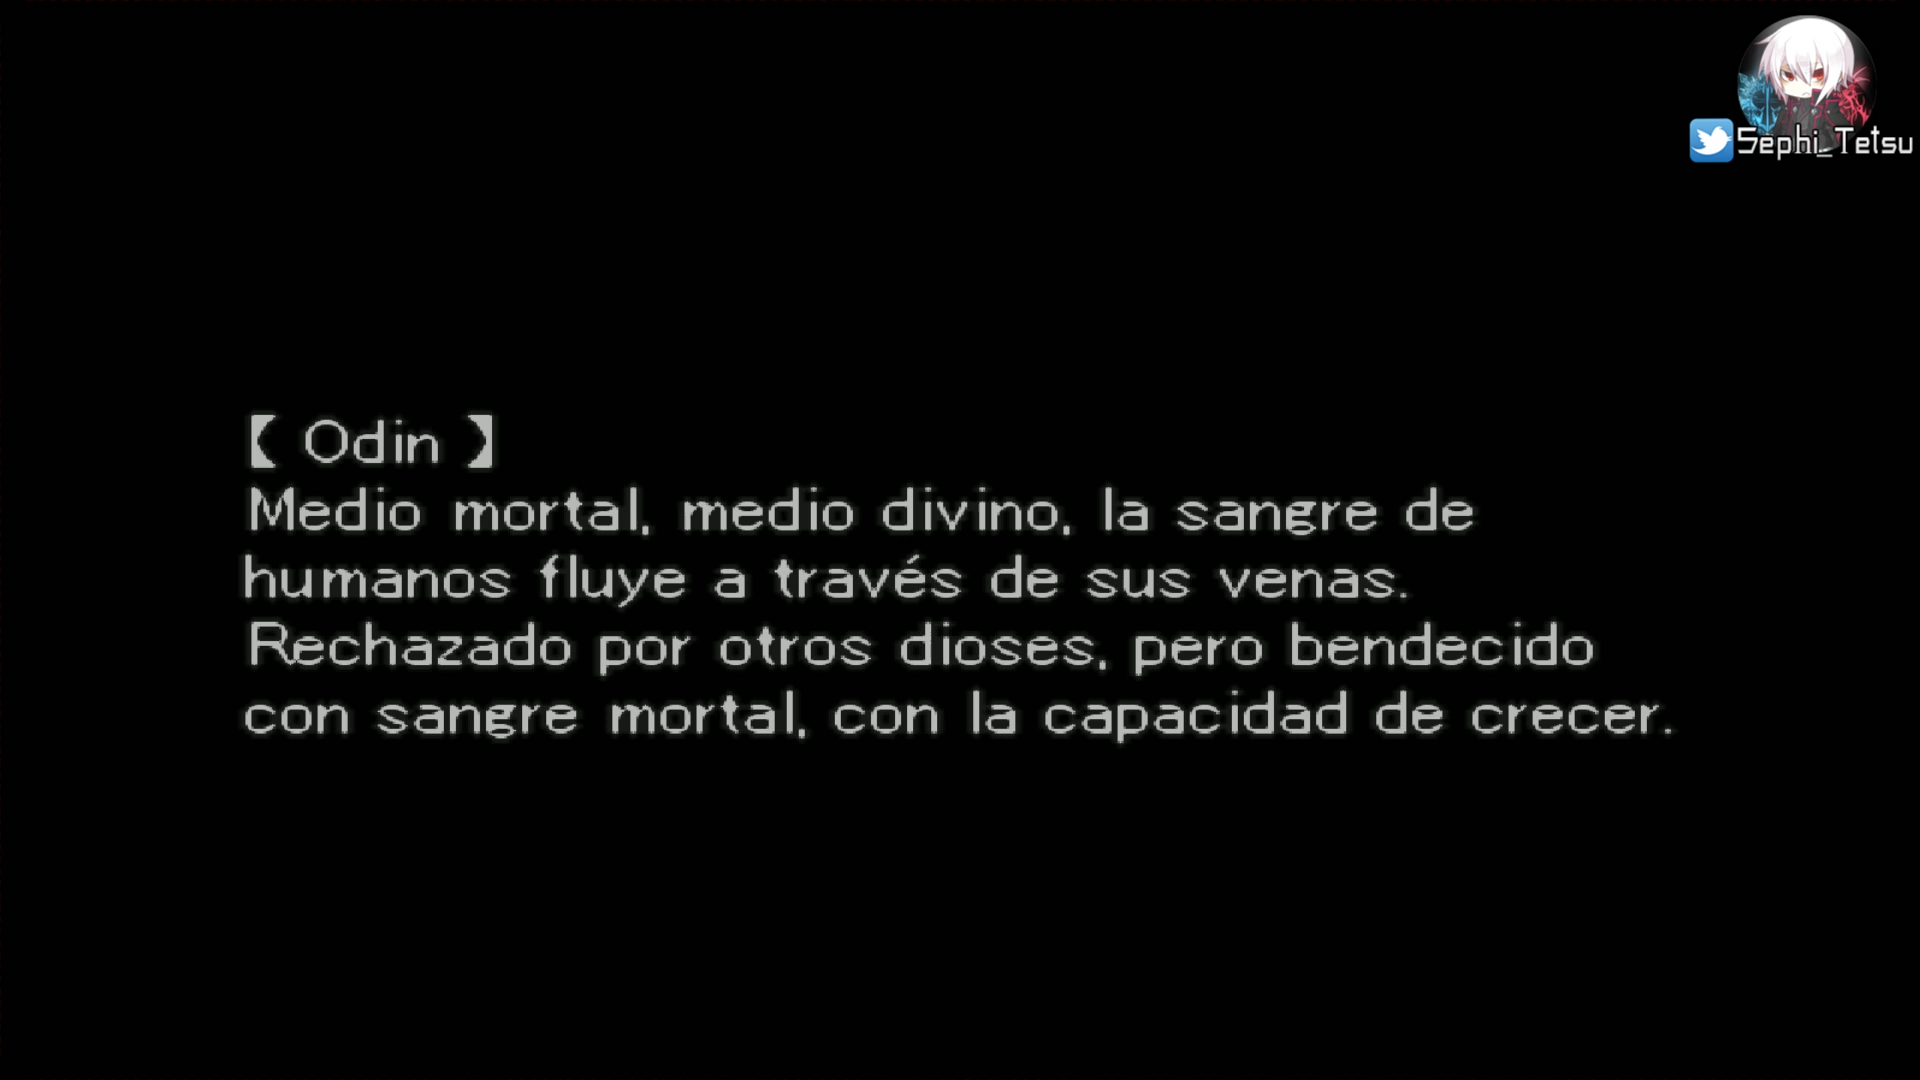 Sephi_Tetsu
【 Odin 】
Medio mortal, medio divino, la sangre de
humanos fluye a través de sus venas.
Rechazado por otros dioses, pero bendecido
con sangre mortal, con la capacidad de crecer.